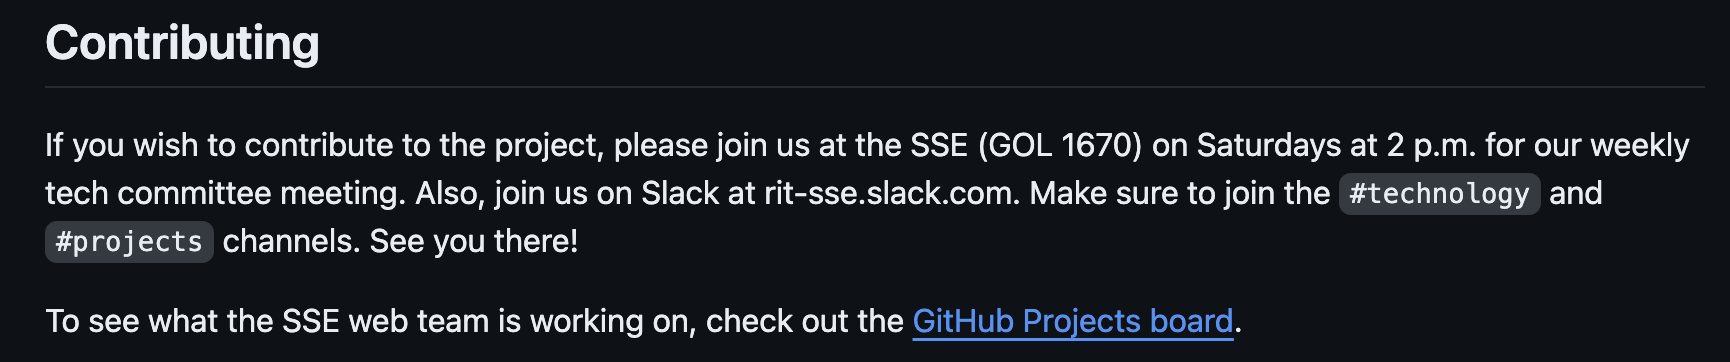 Contributing
If you wish to contribute to the project, please join us at the SSE (GOL 1670) on Saturdays at 2 p.m. for our weekly
tech committee meeting. Also, join us on Slack at rit-sse.slack.com. Make sure to join the #technology and
#projects channels. See you there!
To see what the SSE web team is working on, check out the GitHub Projects board.